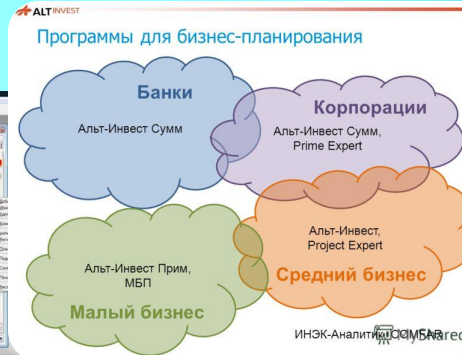 ALT INVEST
Программы для бизнес-планирования
Банки
Альт-Инвест Сумм
Корпорации
Альт-Инвест Сумм,
Prime Expert
Альт-Инвест,
Project Expert
Средний бизнес
Альт-Инвест Прим,
МБП
Малый бизнес
ИНЭК-Аналитик, COMFAR
MyShared